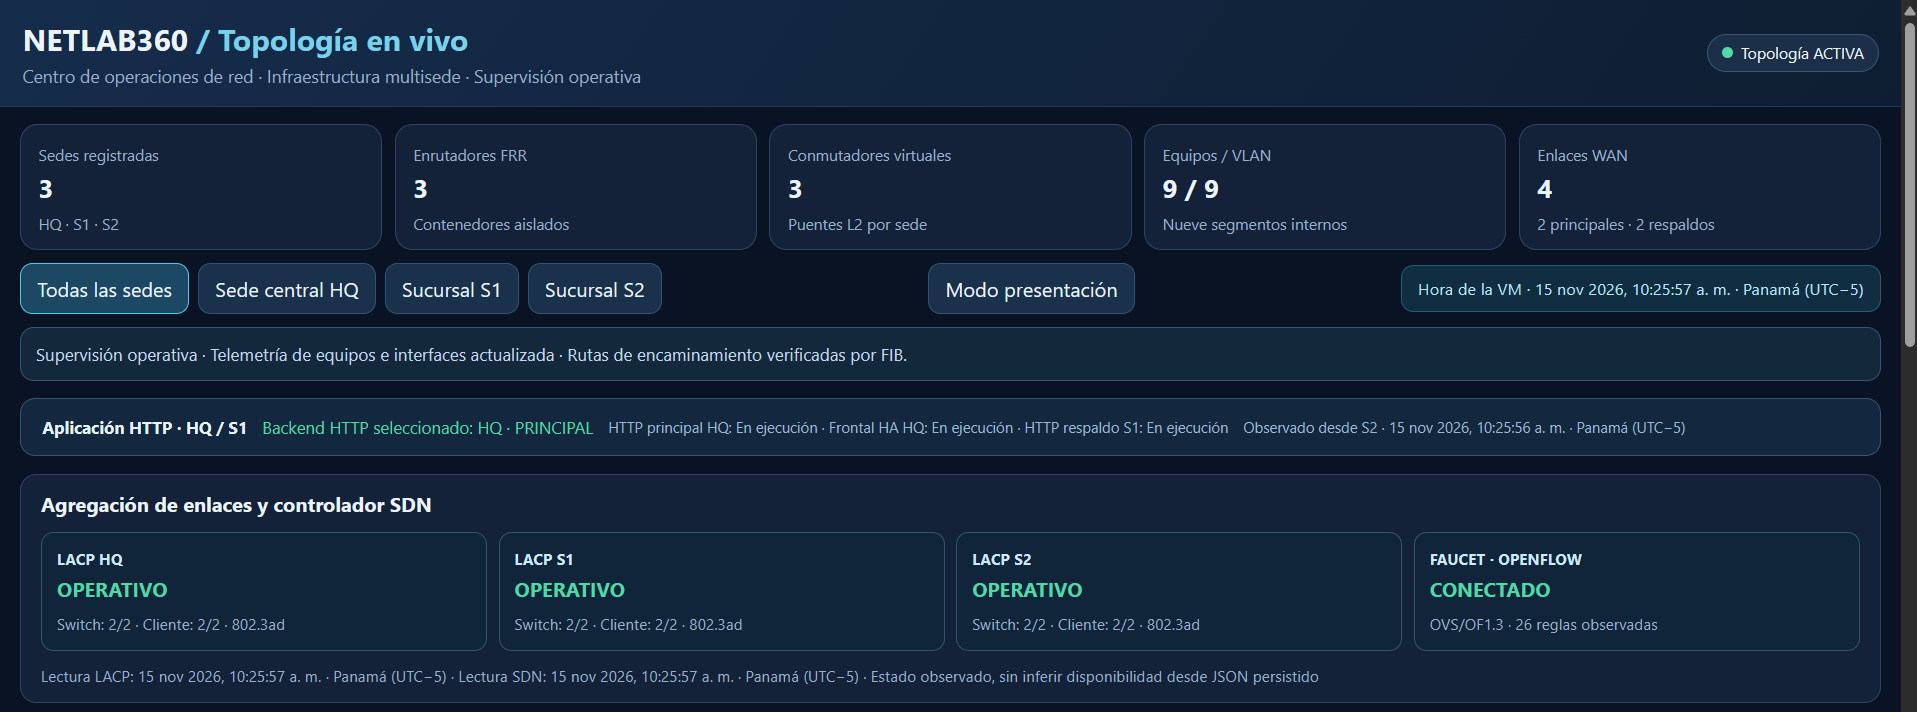 NETLAB360 / Topología en vivo
Centro de operaciones de red · Infraestructura multisede · Supervisión operativa
Topología ACTIVA
Sedes registradas
3
HQ · S1 · S2
Enrutadores FRR
3
Contenedores aislados
Conmutadores virtuales
3
Puentes L2 por sede
Equipos / VLAN
9 / 9
Nueve segmentos internos
Enlaces WAN
4
2 principales · 2 respaldos
Todas las sedes
Sede central HQ
Sucursal S1
Sucursal S2
Modo presentación
Hora de la VM · 15 nov 2026, 10:25:57 a. m. · Panamá (UTC−5)
Supervisión operativa · Telemetría de equipos e interfaces actualizada · Rutas de encaminamiento verificadas por FIB.
Aplicación HTTP · HQ / S1 Backend HTTP seleccionado: HQ · PRINCIPAL HTTP principal HQ: En ejecución · Frontal HA HQ: En ejecución · HTTP respaldo S1: En ejecución Observado desde S2 · 15 nov 2026, 10:25:56 a. m. · Panamá (UTC−5)
Agregación de enlaces y controlador SDN
LACP HQ
OPERATIVO
Switch: 2/2 · Cliente: 2/2 · 802.3ad
LACP S1
OPERATIVO
Switch: 2/2 · Cliente: 2/2 · 802.3ad
LACP S2
OPERATIVO
Switch: 2/2 · Cliente: 2/2 · 802.3ad
FAUCET · OPENFLOW
CONECTADO
OVS/OF1.3 · 26 reglas observadas
Lectura LACP: 15 nov 2026, 10:25:57 a. m. · Panamá (UTC−5) · Lectura SDN: 15 nov 2026, 10:25:57 a. m. · Panamá (UTC−5) · Estado observado, sin inferir disponibilidad desde JSON persistido